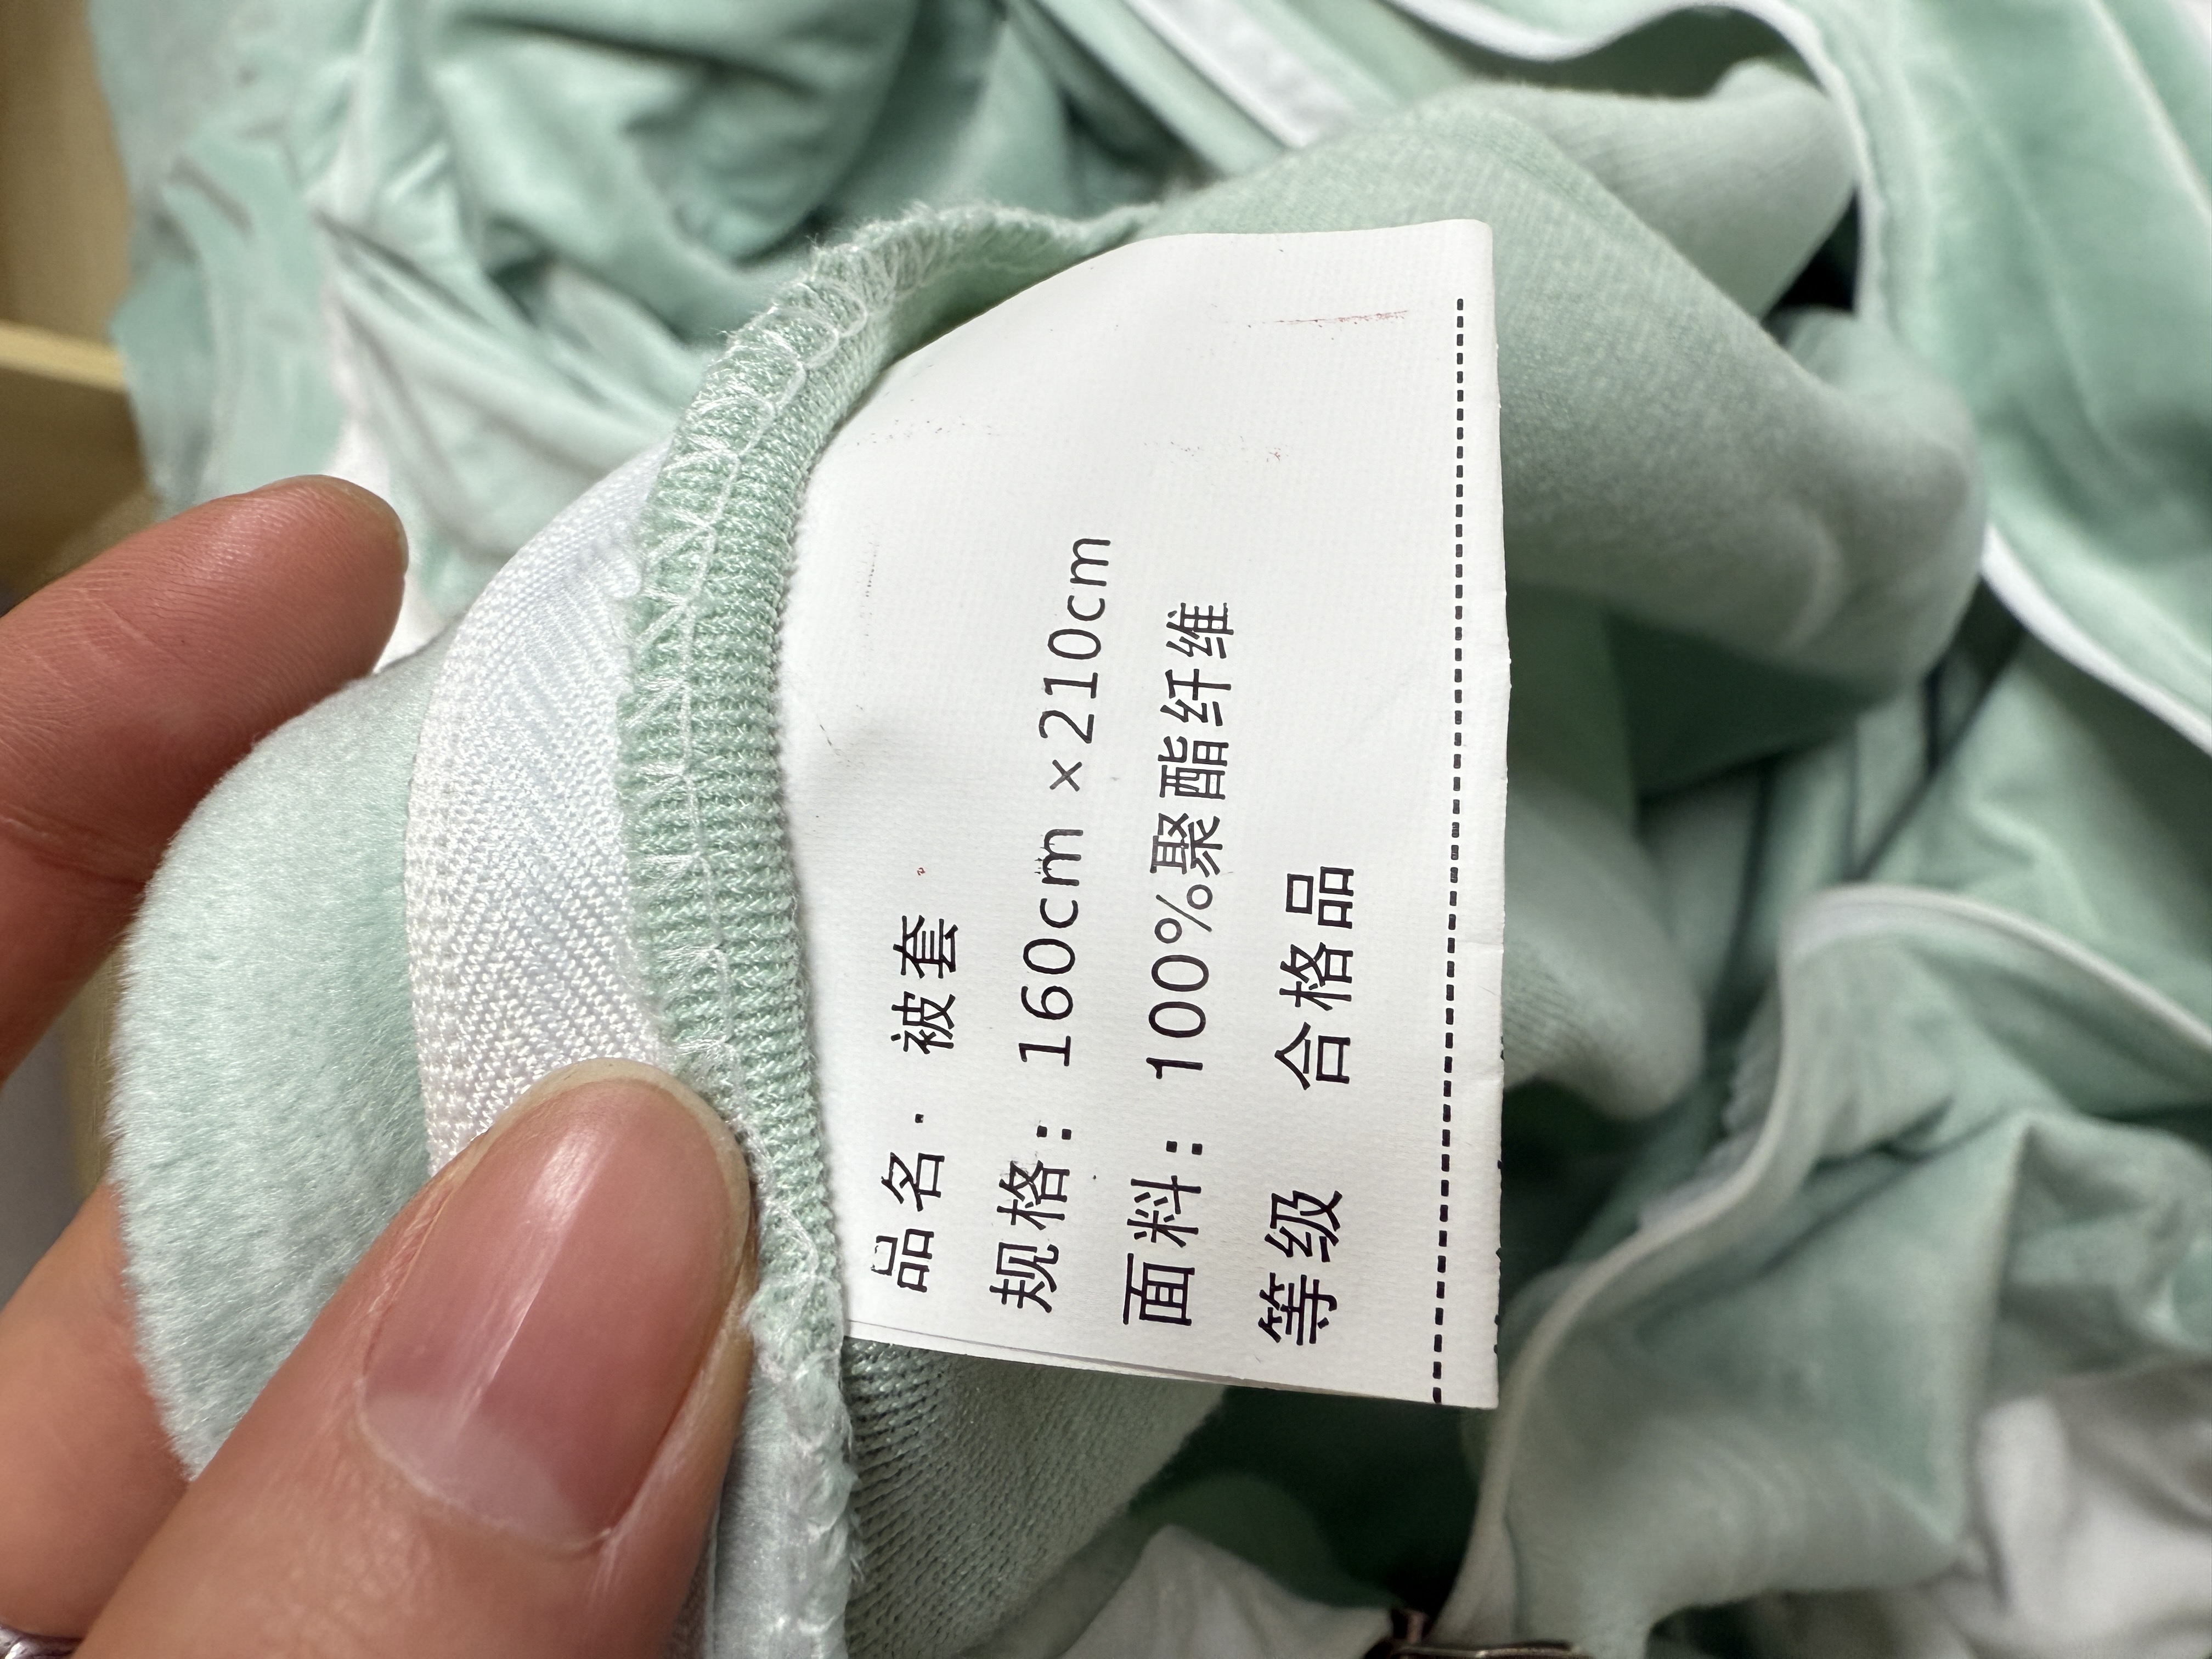 品名：被套
规格：160cm×210cm
面料：100%聚酯纤维
等级 合格品